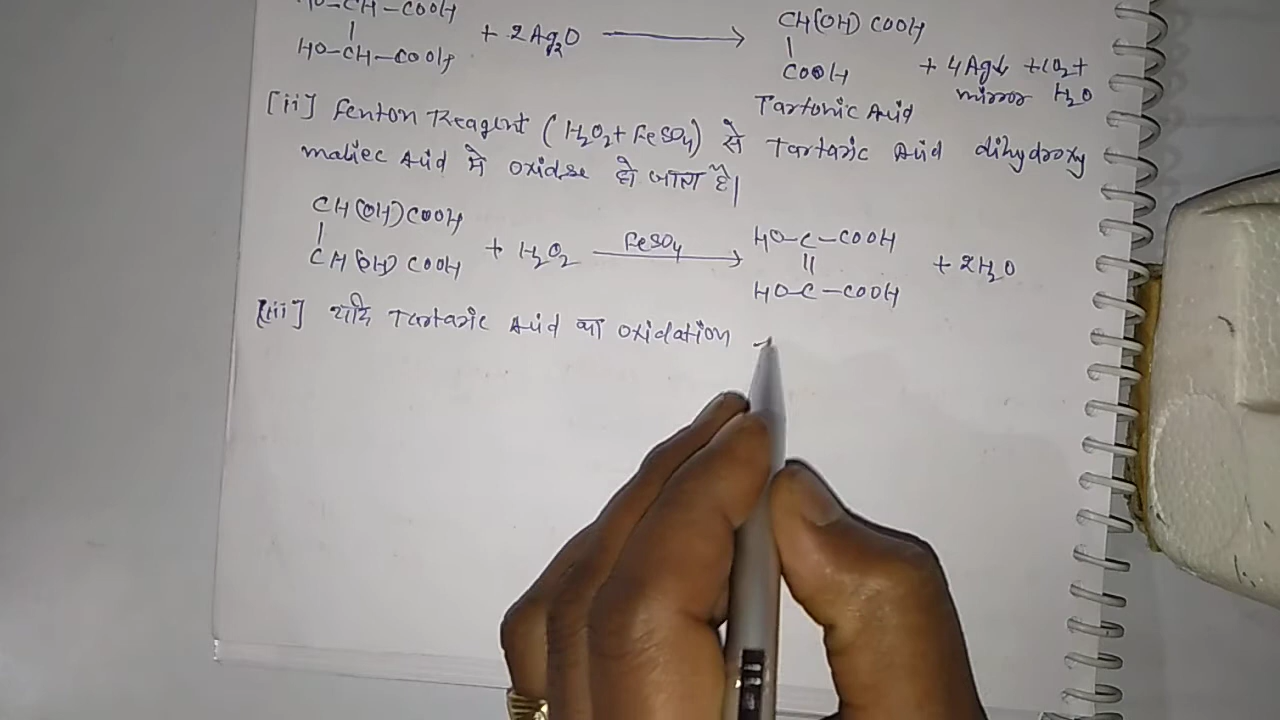 HO-CH-COOH
|
HO-CH-COOH + 2Ag2O ⟶ CH(OH) COOH
|
COOH + 4Ag↓ + CO2 +
mirror H2O
Tartonic Acid
[ii] Fenton Reagent (H2O2 + FeSO4) से Tartaric Acid dihydroxy
maliec Acid मे oxidse हो जाता है।
CH(OH)COOH
|
CH(OH) COOH + H2O2 FeSO4⟶ HO-C-COOH
||
HO-C-COOH + 2H2O
[iii] यदि Tartaric Acid का oxidation